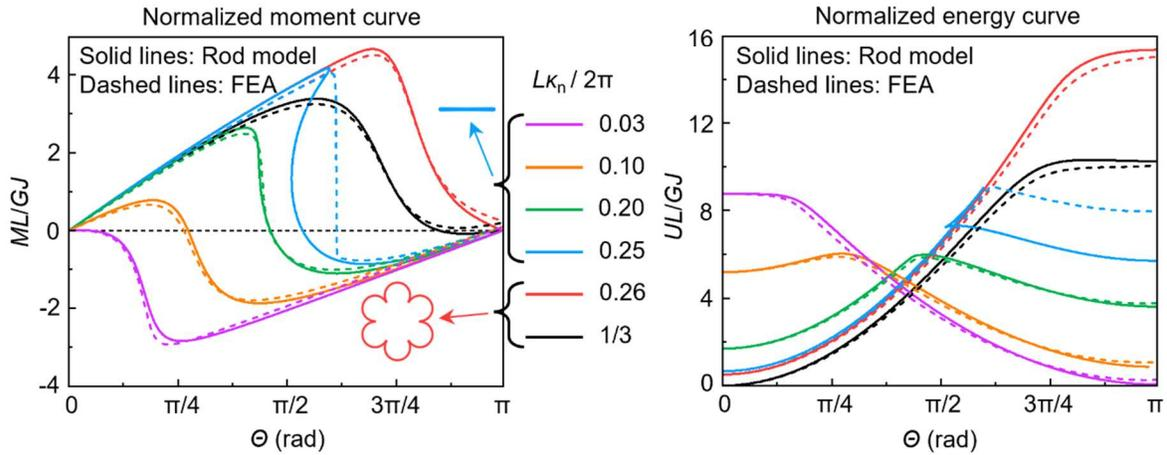 Normalized moment curve
Solid lines: Rod model
Dashed lines: FEA
ML/GJ
4
2
0
-2
-4
0 π/4 π/2 3π/4 π
Θ (rad)
Lκn / 2π
0.03
0.10
0.20
0.25
0.26
1/3
Normalized energy curve
Solid lines: Rod model
Dashed lines: FEA
UL/GJ
16
12
8
4
0
0 π/4 π/2 3π/4 π
Θ (rad)